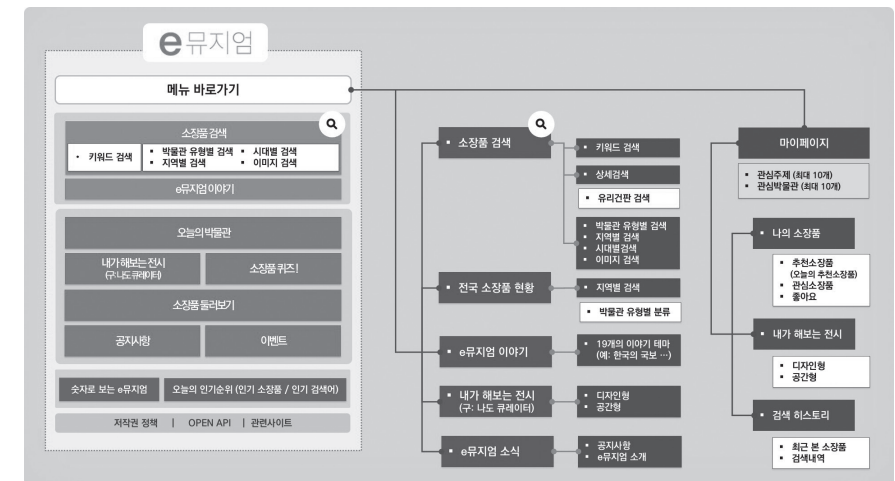 e뮤지엄
메뉴 바로가기
소장품 검색
▪ 키워드 검색
▪ 박물관 유형별 검색 ▪ 시대별 검색
▪ 지역별 검색 ▪ 이미지 검색
e뮤지엄 이야기
오늘의 박물관
내가 해보는 전시
(구:나도 큐레이터)
소장품 퀴즈!
소장품 둘러보기
공지사항
이벤트
숫자로 보는 e뮤지엄
오늘의 인기순위 (인기 소장품 / 인기 검색어)
저작권 정책 | OPEN API | 관련사이트
▪ 소장품 검색
▪ 키워드 검색
▪ 상세검색
▪ 유리건판 검색
▪ 박물관 유형별 검색
▪ 지역별 검색
▪ 시대별검색
▪ 이미지 검색
▪ 전국 소장품 현황
▪ 지역별 검색
▪ 박물관 유형별 분류
▪ e뮤지엄 이야기
▪ 19개의 이야기 테마
(예: 한국의 국보 …)
▪ 내가 해보는 전시
(구: 나도 큐레이터)
▪ 디자인형
▪ 공간형
▪ e뮤지엄 소식
▪ 공지사항
▪ e뮤지엄 소개
마이페이지
▪ 관심주제 (최대 10개)
▪ 관심박물관 (최대 10개)
▪ 나의 소장품
▪ 추천소장품
(오늘의 추천소장품)
▪ 관심소장품
▪ 좋아요
▪ 내가 해보는 전시
▪ 디자인형
▪ 공간형
▪ 검색 히스토리
▪ 최근 본 소장품
▪ 검색내역